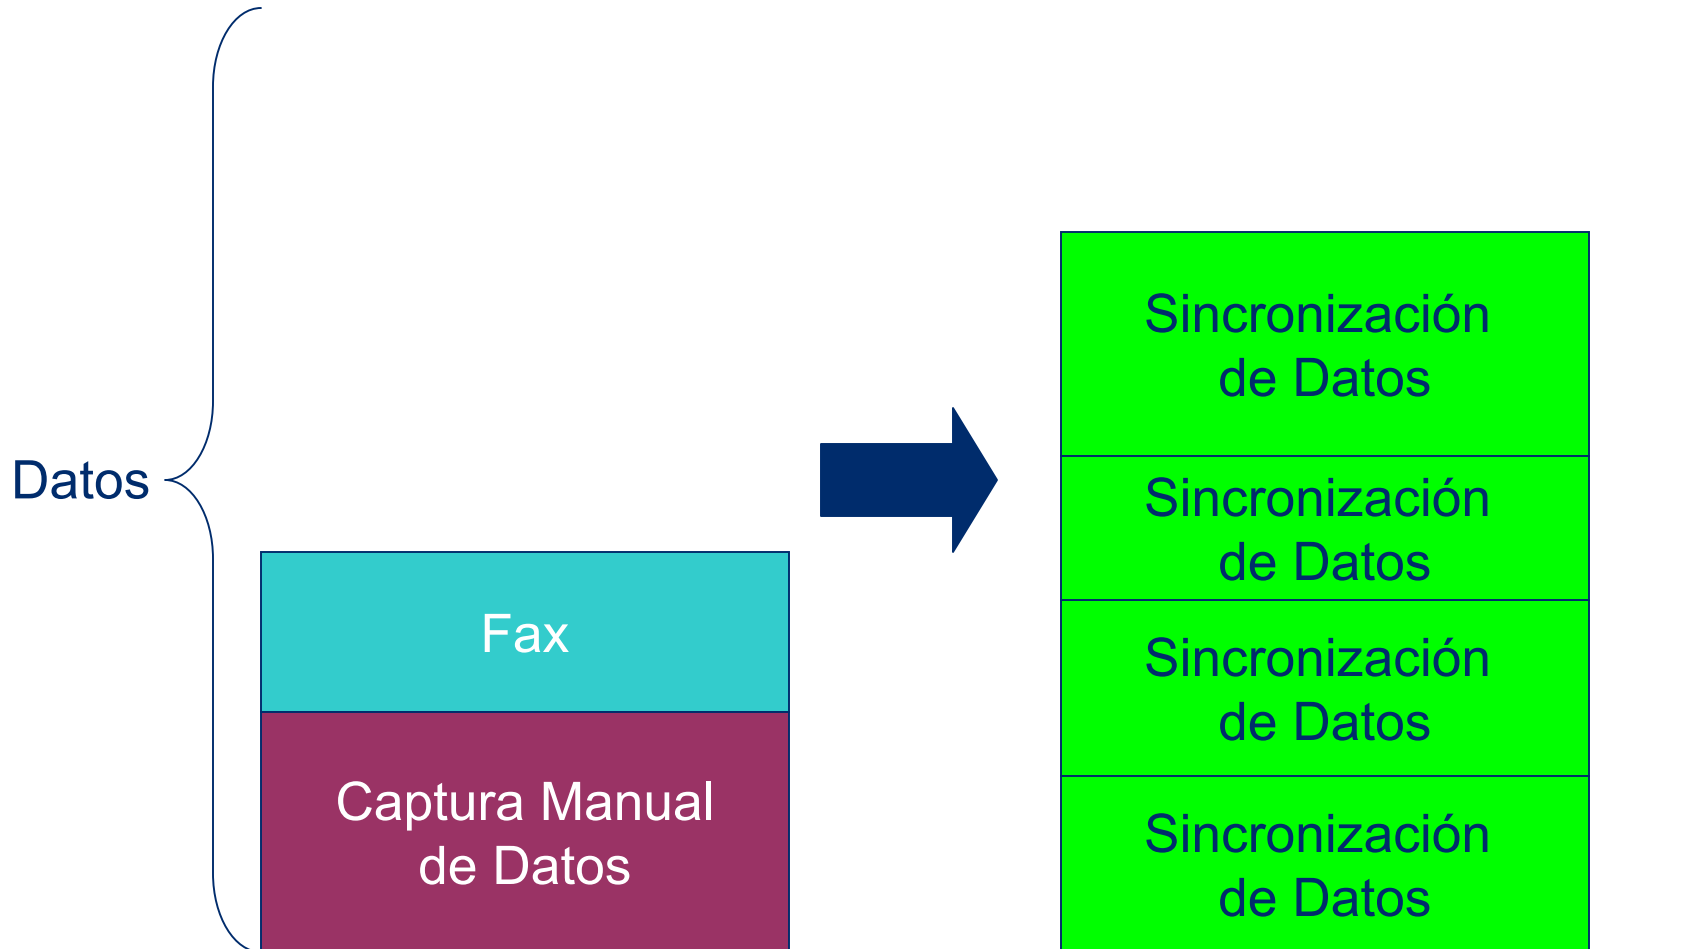 Datos
Fax
Captura Manual
de Datos
Sincronización
de Datos
Sincronización
de Datos
Sincronización
de Datos
Sincronización
de Datos